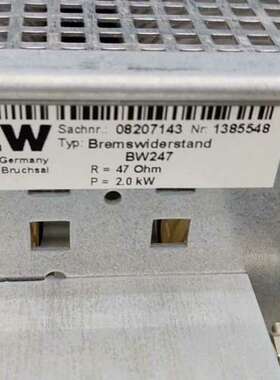 Sachnr.: 08207143 Nr: 1385548
W Typ: Bremswiderstand
Germany BW247
Bruchsal R = 47 Ohm
P = 2.0 kW